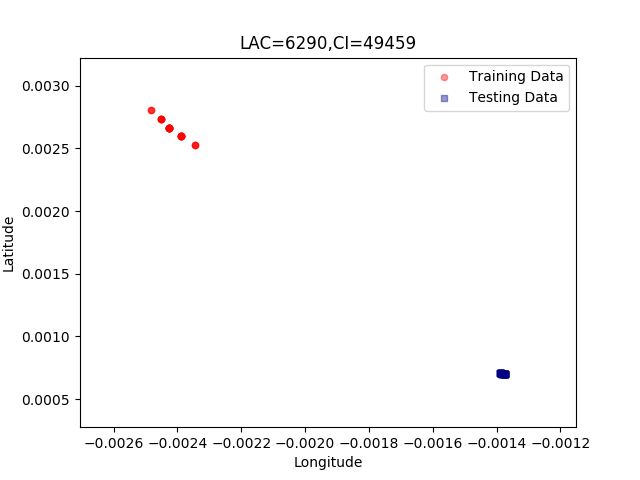 LAC=6290,CI=49459
Training Data
Testing Data
0.0030
0.0025
0.0020
0.0015
0.0010
0.0005
Latitude
−0.0026 −0.0024 −0.0022 −0.0020 −0.0018 −0.0016 −0.0014 −0.0012
Longitude